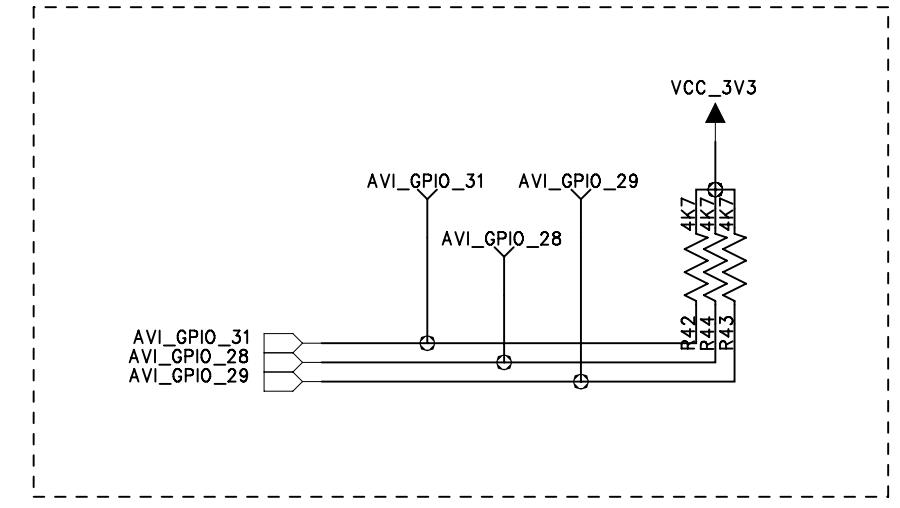 VCC_3V3
AVI_GPIO_31
AVI_GPIO_29
4K7
4K7
4K7
AVI_GPIO_28
R42
R44
R43
AVI_GPIO_31
AVI_GPIO_28
AVI_GPIO_29